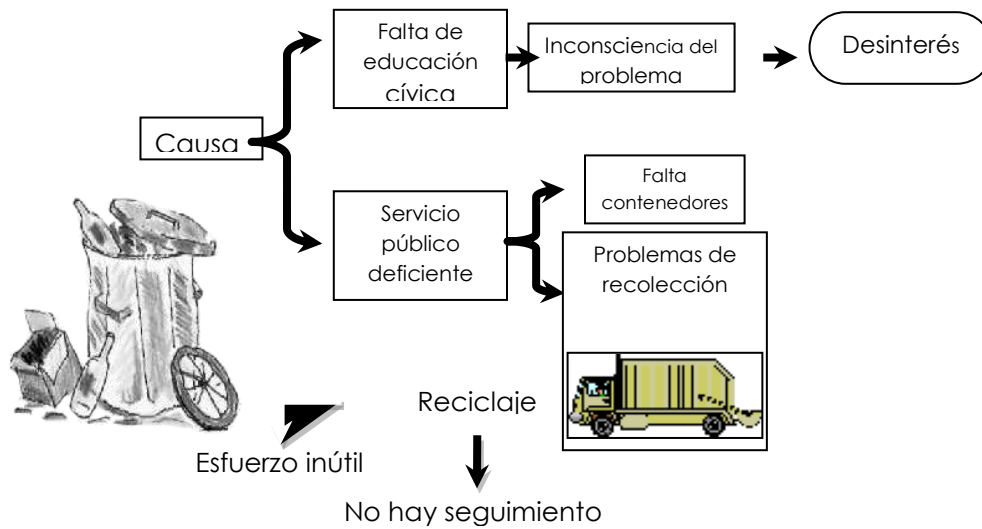 Falta de
educación
cívica
Inconsciencia del
problema
Desinterés
Causa
Falta
contenedores
Servicio
público
deficiente
Problemas de
recolección
Reciclaje
Esfuerzo inútil
No hay seguimiento